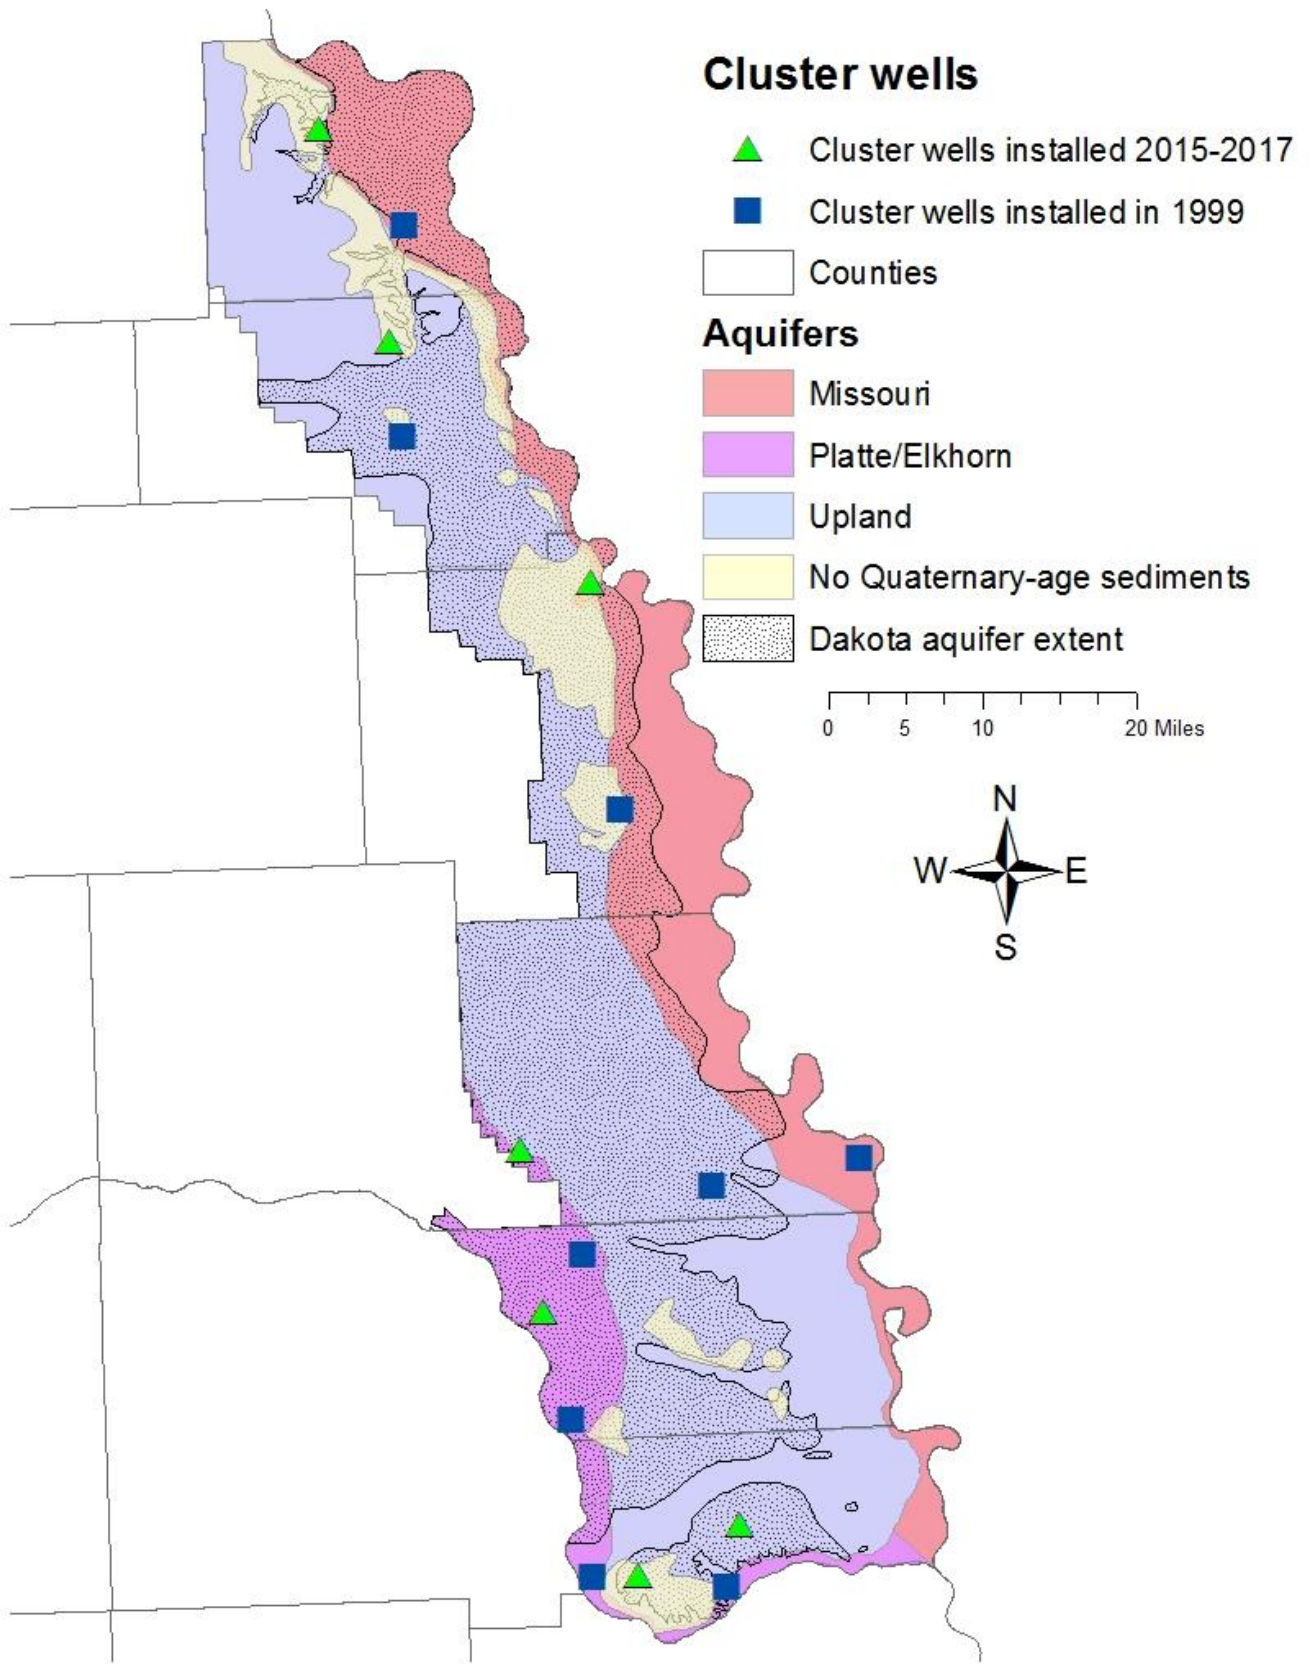 Cluster wells
Cluster wells installed 2015-2017
Cluster wells installed in 1999
Counties
Aquifers
Missouri
Platte/Elkhorn
Upland
No Quaternary-age sediments
Dakota aquifer extent
0 5 10 20 Miles
N
W E
S